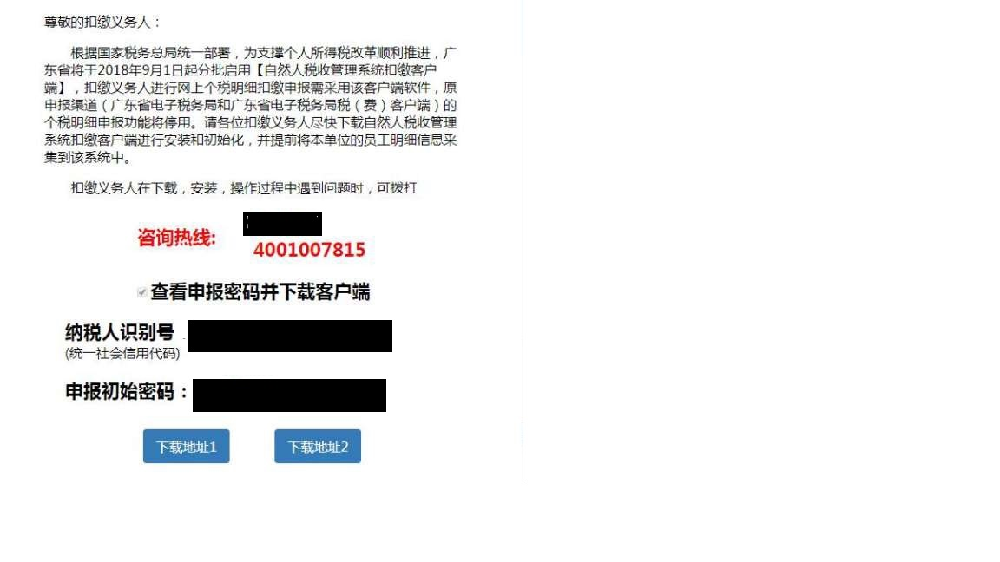 尊敬的扣缴义务人：
根据国家税务总局统一部署，为支撑个人所得税改革顺利推进，广
东省将于2018年9月1日起分批启用【自然人税收管理系统扣缴客户
端】，扣缴义务人进行网上个税明细扣缴申报需采用该客户端软件，原
申报渠道（广东省电子税务局和广东省电子税务局税（费）客户端）的
个税明细申报功能将停用。请各位扣缴义务人尽快下载自然人税收管理
系统扣缴客户端进行安装和初始化，并提前将本单位的员工明细信息采
集到该系统中。
扣缴义务人在下载，安装，操作过程中遇到问题时，可拨打
咨询热线:
4001007815
查看申报密码并下载客户端
纳税人识别号
(统一社会信用代码)
申报初始密码：
下载地址1
下载地址2